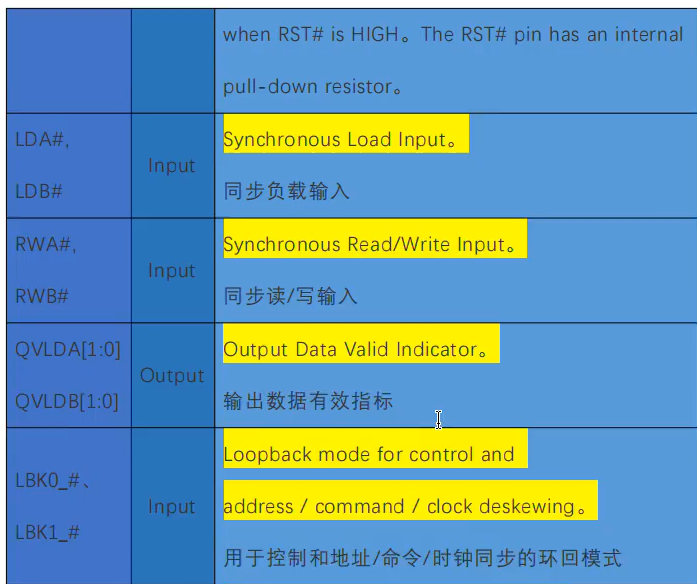 when RST# is HIGH。The RST# pin has an internal
pull-down resistor。
LDA#,
LDB#
Input
Synchronous Load Input。
同步负载输入
RWA#,
RWB#
Input
Synchronous Read/Write Input。
同步读/写输入
QVLDA[1:0]
QVLDB[1:0]
Output
Output Data Valid Indicator。
输出数据有效指标
LBK0_#、
LBK1_#
Input
Loopback mode for control and
address / command / clock deskewing。
用于控制和地址/命令/时钟同步的环回模式